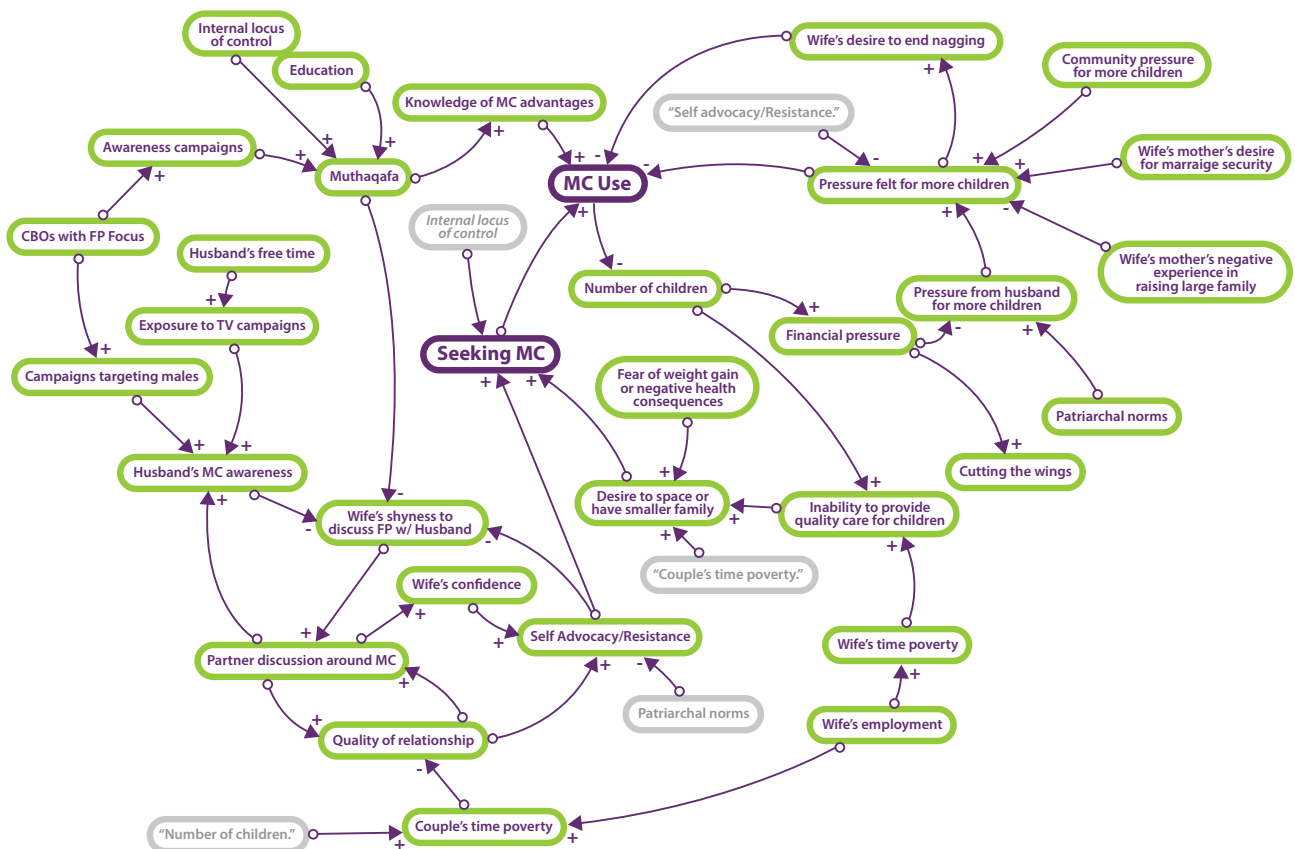 Internal locus
of control
Education
Wife's desire to end nagging
Community pressure
for more children
Knowledge of MC advantages
"Self advocacy/Resistance."
Awareness campaigns
Muthaqafa
MC Use
Pressure felt for more children
Wife's mother's desire
for marraige security
CBOs with FP Focus
Internal locus
of control
Husband's free time
Number of children
Pressure from husband
for more children
Wife's mother's negative
experience in
raising large family
Exposure to TV campaigns
Financial pressure
Seeking MC
Campaigns targeting males
Fear of weight gain
or negative health
consequences
Patriarchal norms
Husband's MC awareness
Cutting the wings
Wife's shyness to
discuss FP w/ Husband
Desire to space or
have smaller family
Inability to provide
quality care for children
"Couple's time poverty."
Wife's confidence
Self Advocacy/Resistance
Wife's time poverty
Partner discussion around MC
Patriarchal norms
Wife's employment
Quality of relationship
"Number of children."
Couple's time poverty